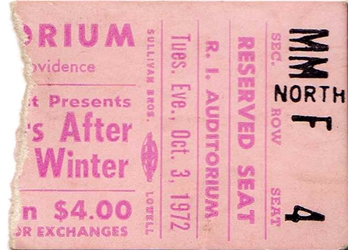 ORIUM
rovidence
t Presents
s After
Winter
n $4.00
OR EXCHANGES
SULLIVAN BROS. LOWELL
Tues. Eve., Oct. 3, 1972
R. I. AUDITORIUM
RESERVED SEAT
SEC. ROW SEAT
MM NORTH F 4